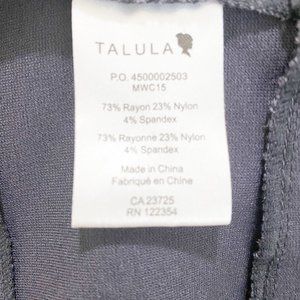 TALULA
P.O. 4500002503
MWC15
73% Rayon 23% Nylon
4% Spandex
73% Rayonne 23% Nylon
4% Spandex
Made in China
Fabriqué en Chine
CA 23725
RN 122354